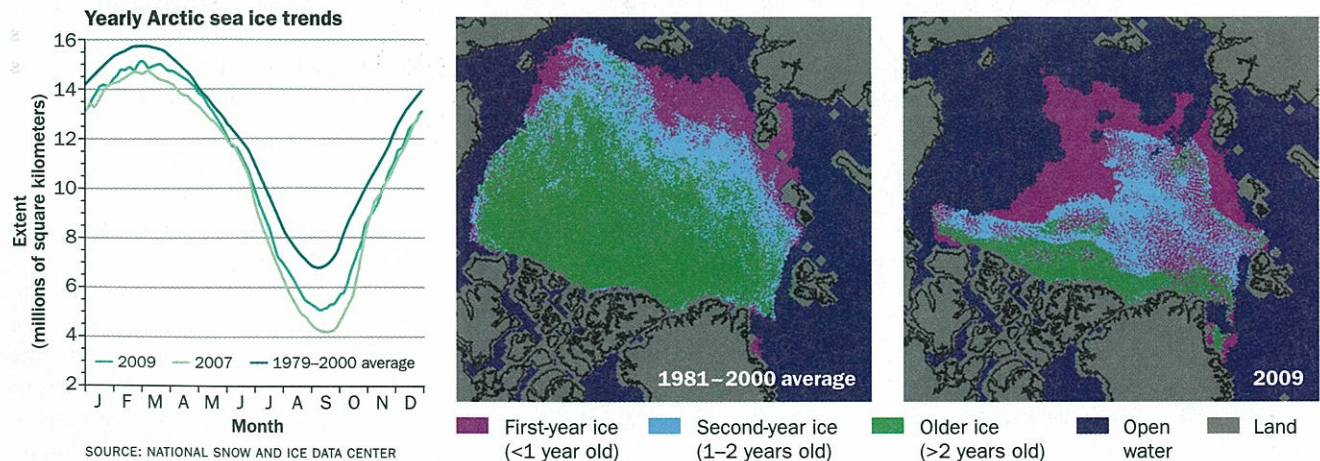 Yearly Arctic sea ice trends
16
14
12
10
8
6
4
2
Extent
(millions of square kilometers)
2009 2007 1979–2000 average
J F M A M J J A S O N D
Month
SOURCE: NATIONAL SNOW AND ICE DATA CENTER
1981–2000 average
2009
First-year ice
(<1 year old)
Second-year ice
(1–2 years old)
Older ice
(>2 years old)
Open
water
Land